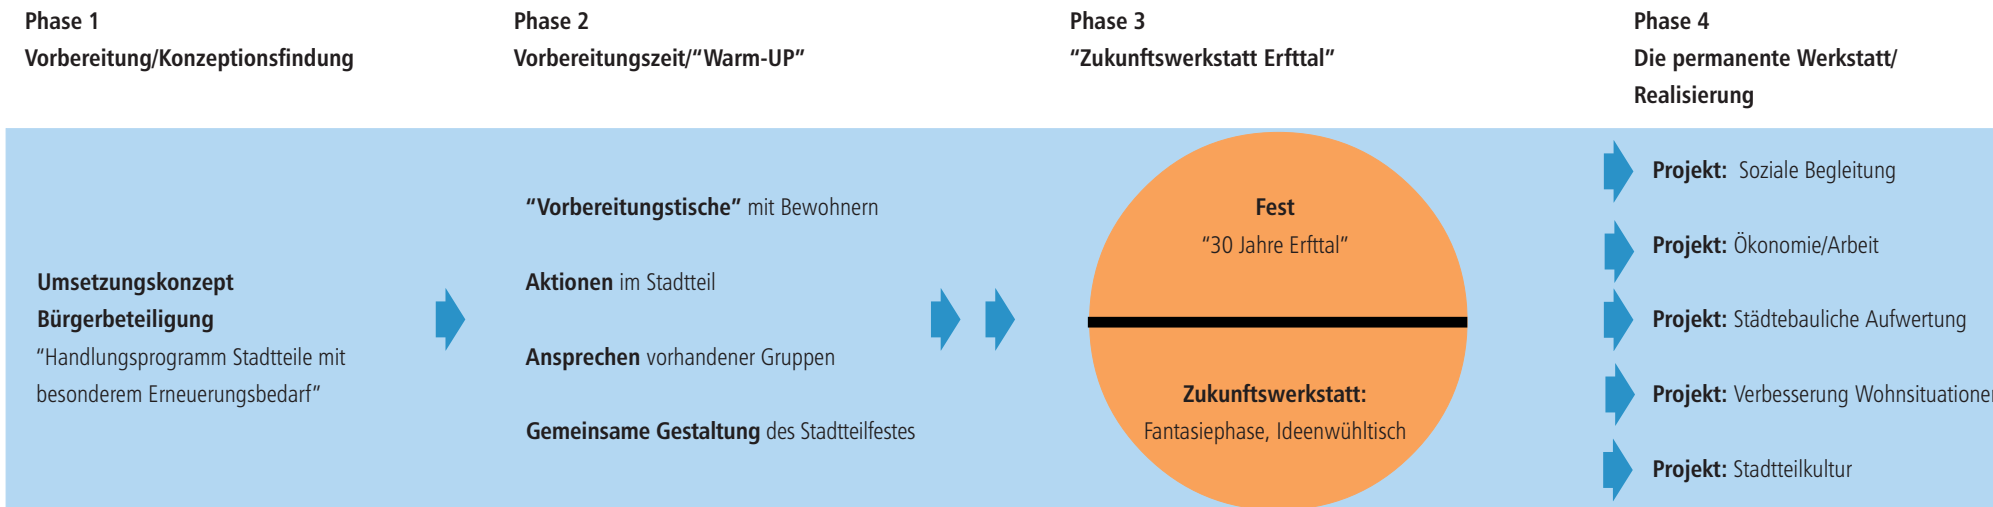 Phase 1
Vorbereitung/Konzeptionsfindung
Phase 2
Vorbereitungszeit/“Warm-UP”
Phase 3
“Zukunftswerkstatt Erfttal”
Phase 4
Die permanente Werkstatt/
Realisierung
Umsetzungskonzept
Bürgerbeteiligung
“Handlungsprogramm Stadtteile mit
besonderem Erneuerungsbedarf”
“Vorbereitungstische” mit Bewohnern
Aktionen im Stadtteil
Ansprechen vorhandener Gruppen
Gemeinsame Gestaltung des Stadtteilfestes
Fest
“30 Jahre Erfttal”
Zukunftswerkstatt:
Fantasiephase, Ideenwühltisch
Projekt: Soziale Begleitung
Projekt: Ökonomie/Arbeit
Projekt: Städtebauliche Aufwertung
Projekt: Verbesserung Wohnsituationen
Projekt: Stadtteilkultur